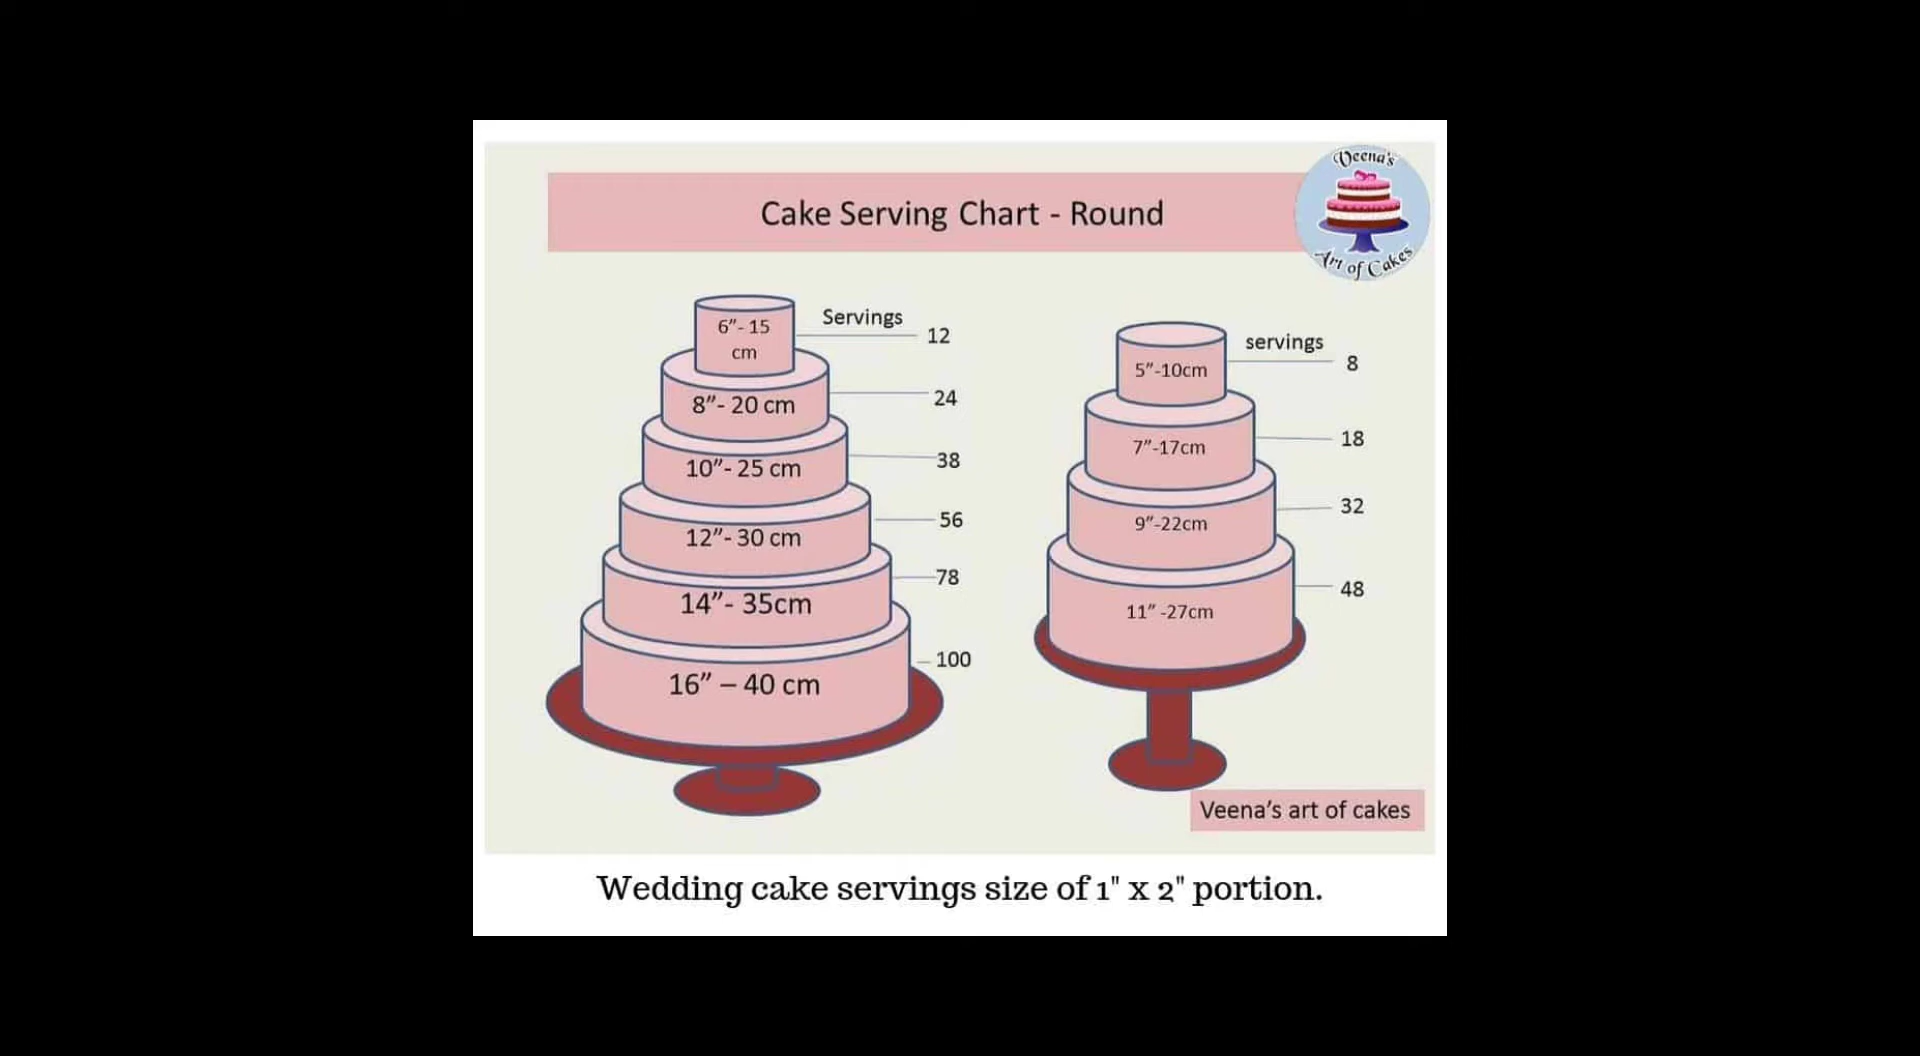 Cake Serving Chart - Round
Veena's
Art of Cakes
Servings
6”- 15
cm
12
8”- 20 cm
24
10”- 25 cm
38
12”- 30 cm
56
14”- 35cm
78
16” – 40 cm
100
servings
5”-10cm
8
7”-17cm
18
9”-22cm
32
11” -27cm
48
Veena’s art of cakes
Wedding cake servings size of 1" x 2" portion.